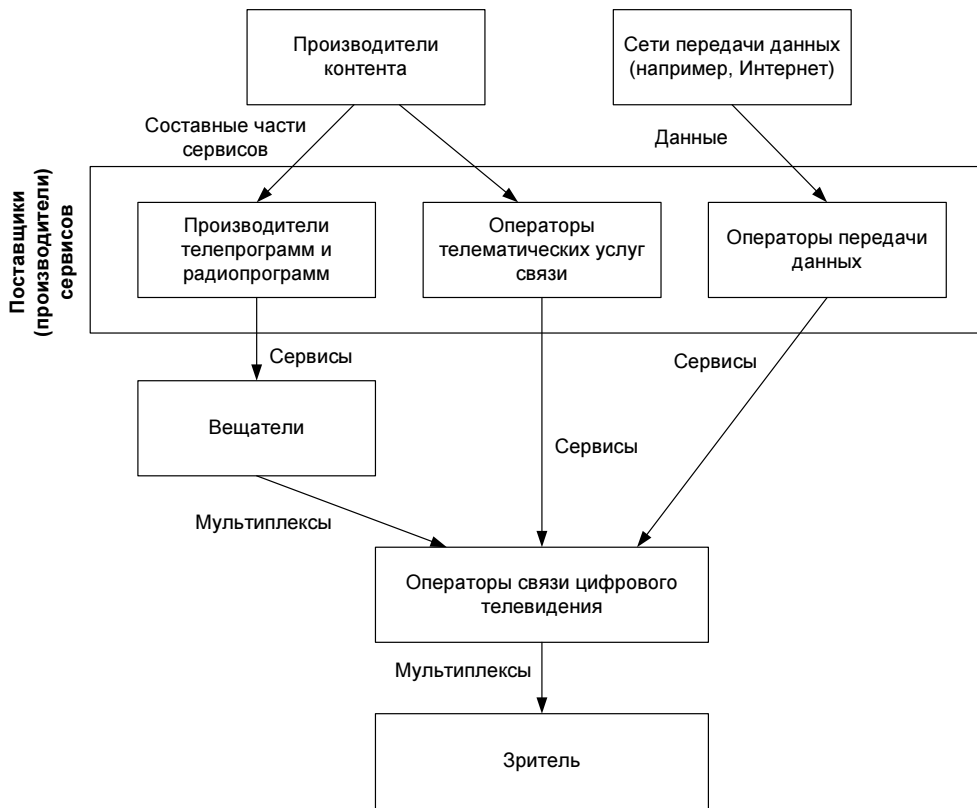 Производители
контента
Сети передачи данных
(например, Интернет)
Составные части
сервисов
Данные
Поставщики
(производители)
сервисов
Производители
телепрограмм и
радиопрограмм
Операторы
телематических услуг
связи
Операторы передачи
данных
Сервисы
Сервисы
Вещатели
Сервисы
Мультиплексы
Операторы связи цифрового
телевидения
Мультиплексы
Зритель